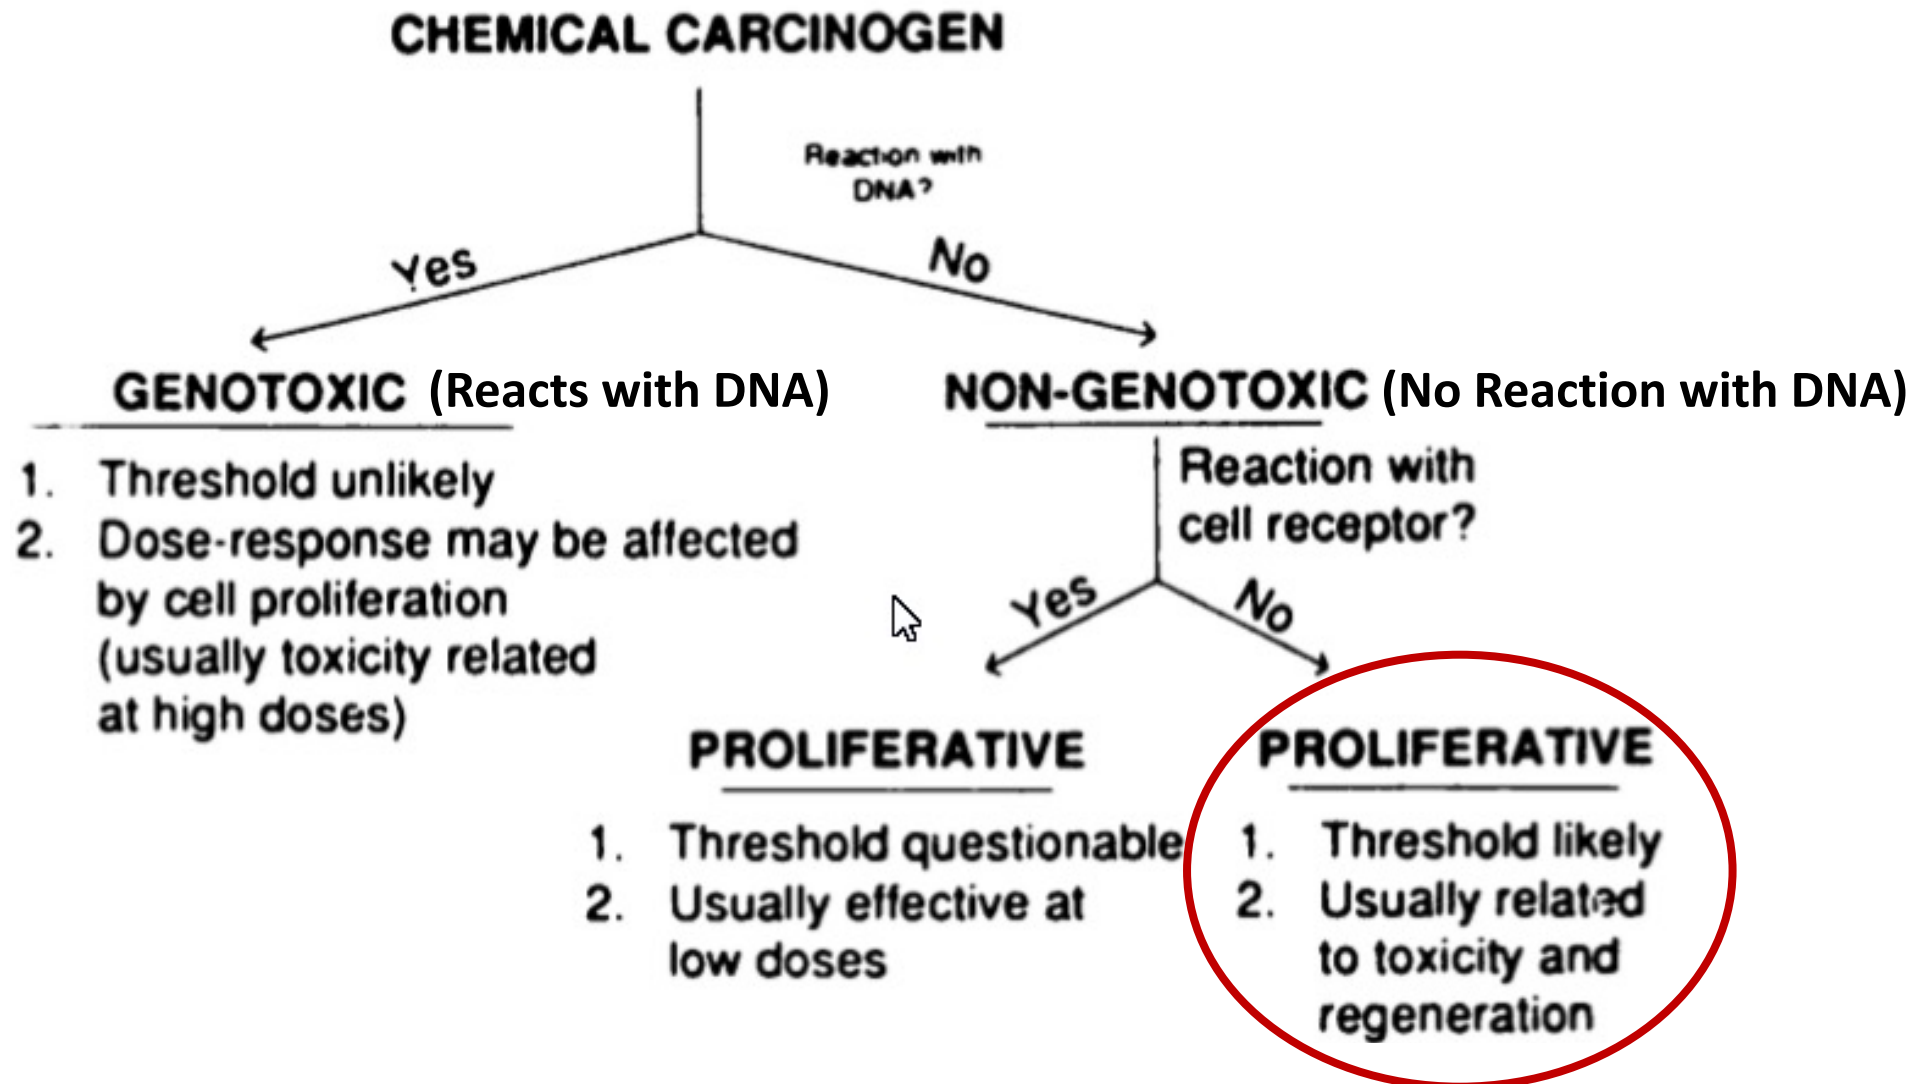 CHEMICAL CARCINOGEN
Reaction with
DNA?
Yes
No
GENOTOXIC (Reacts with DNA)
1. Threshold unlikely
2. Dose-response may be affected
by cell proliferation
(usually toxicity related
at high doses)
NON-GENOTOXIC (No Reaction with DNA)
Reaction with
cell receptor?
Yes
No
PROLIFERATIVE
1. Threshold questionable
2. Usually effective at
low doses
PROLIFERATIVE
1. Threshold likely
2. Usually related
to toxicity and
regeneration